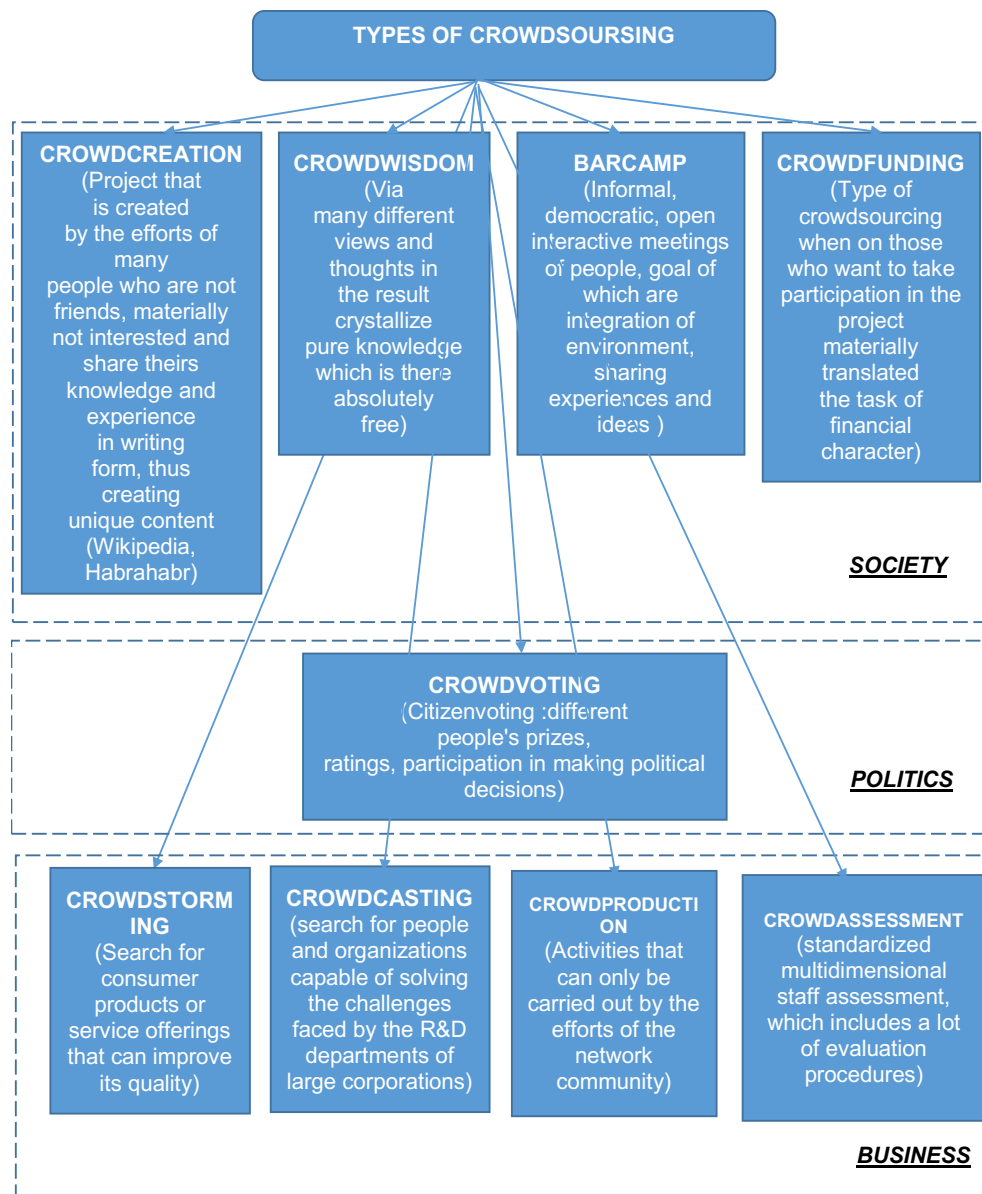 TYPES OF CROWDSOURSING
CROWDCREATION
(Project that
is created
by the efforts of
many
people who are not
friends, materially
not interested and
share theirs
knowledge and
experience
in writing
form, thus
creating
unique content
(Wikipedia,
Habrahabr)
CROWDWISDOM
(Via
many different
views and
thoughts in
the result
crystallize
pure knowledge
which is there
absolutely
free)
BARCAMP
(Informal,
democratic, open
interactive meetings
of people, goal of
which are
integration of
environment,
sharing
experiences and
ideas )
CROWDFUNDING
(Type of
crowdsourcing
when on those
who want to take
participation in the
project
materially
translated
the task of
financial
character)
SOCIETY
CROWDVOTING
(Citizenvoting :different
people's prizes,
ratings, participation in making political
decisions)
POLITICS
CROWDSTORM
ING
(Search for
consumer
products or
service offerings
that can improve
its quality)
CROWDCASTING
(search for people
and organizations
capable of solving
the challenges
faced by the R&D
departments of
large corporations)
CROWDPRODUCTI
ON
(Activities that
can only be
carried out by the
efforts of the
network
community)
CROWDASSESSMENT
(standardized
multidimensional
staff assessment,
which includes a lot
of evaluation
procedures)
BUSINESS